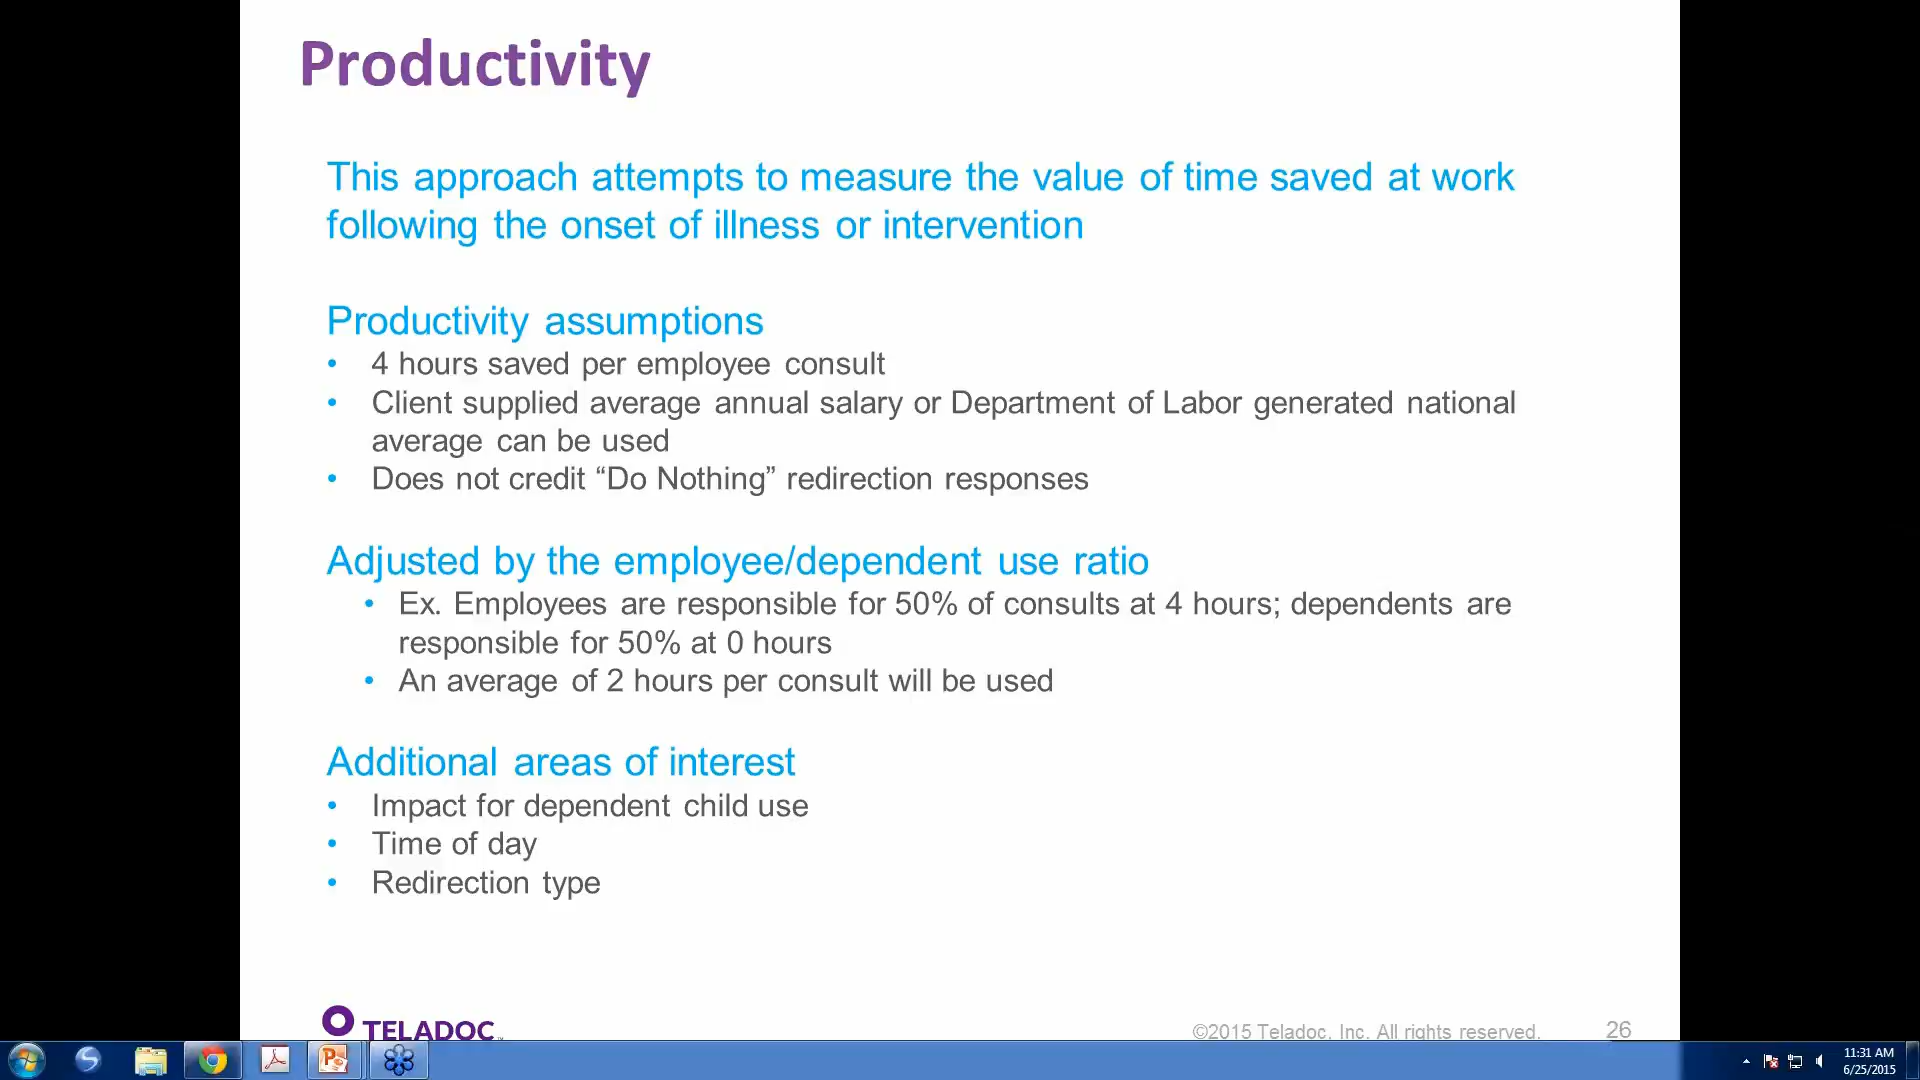 Productivity
This approach attempts to measure the value of time saved at work
following the onset of illness or intervention
Productivity assumptions
• 4 hours saved per employee consult
• Client supplied average annual salary or Department of Labor generated national
average can be used
• Does not credit “Do Nothing” redirection responses
Adjusted by the employee/dependent use ratio
• Ex. Employees are responsible for 50% of consults at 4 hours; dependents are
responsible for 50% at 0 hours
• An average of 2 hours per consult will be used
Additional areas of interest
• Impact for dependent child use
• Time of day
• Redirection type
TELADOC
©2015 Teladoc, Inc. All rights reserved.
26
11:31 AM
6/25/2015